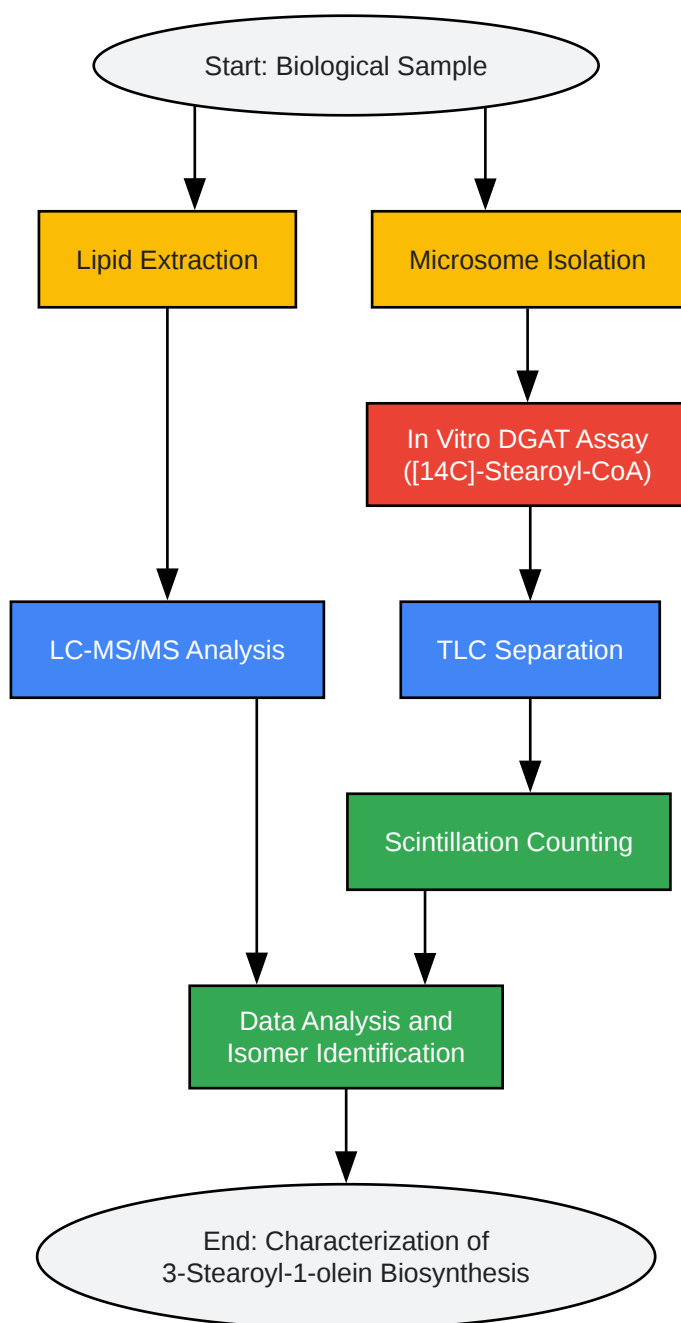 Start: Biological Sample
Lipid Extraction
Microsome Isolation
In Vitro DGAT Assay
([14C]-Stearoyl-CoA)
LC-MS/MS Analysis
TLC Separation
Scintillation Counting
Data Analysis and
Isomer Identification
End: Characterization of
3-Stearoyl-1-olein Biosynthesis